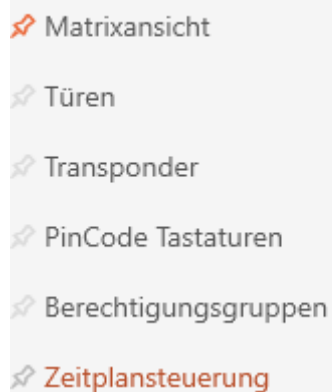 Matrixansicht
Türen
Transponder
PinCode Tastaturen
Berechtigungsgruppen
Zeitplansteuerung